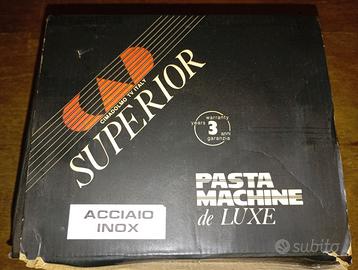 CAD
CIMADOLMO TV ITALY
SUPERIOR
warranty
years 3 anni
garanzia
PASTA
MACHINE
de LUXE
ACCIAIO
INOX
subito